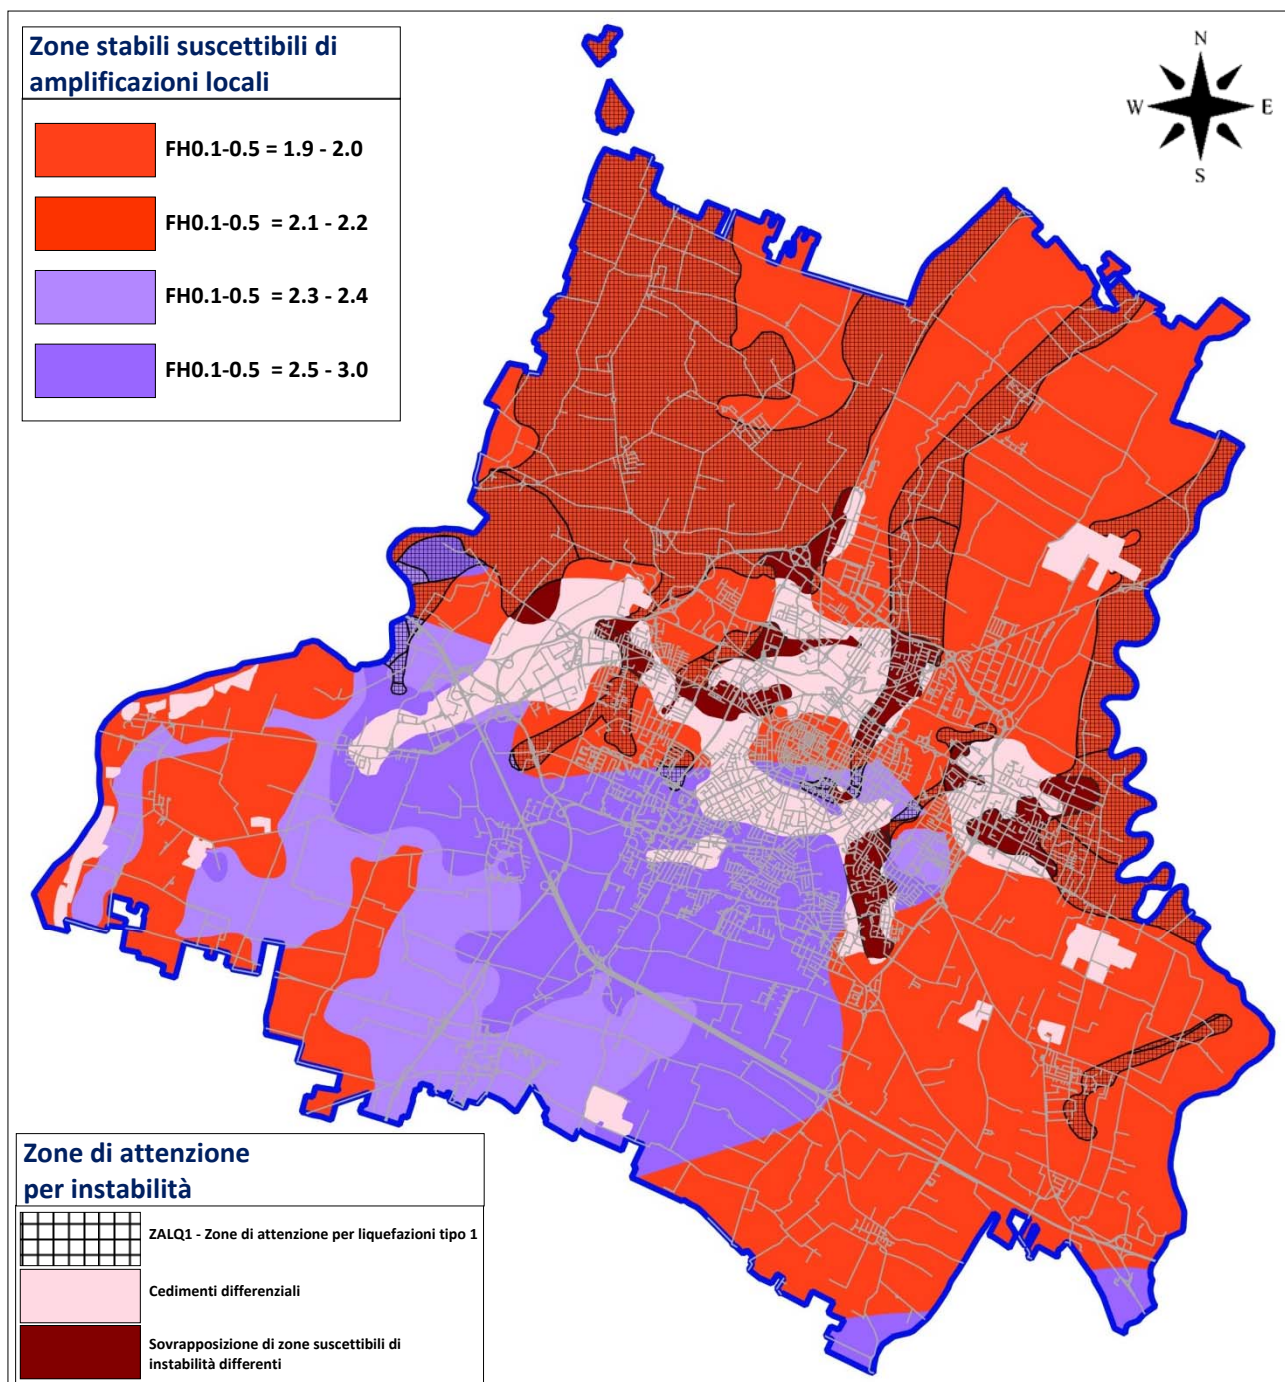 Zone stabili suscettibili di
amplificazioni locali
FH0.1-0.5 = 1.9 - 2.0
FH0.1-0.5 = 2.1 - 2.2
FH0.1-0.5 = 2.3 - 2.4
FH0.1-0.5 = 2.5 - 3.0
N
W E
S
Zone di attenzione
per instabilità
ZALQ1 - Zone di attenzione per liquefazioni tipo 1
Cedimenti differenziali
Sovrapposizione di zone suscettibili di
instabilità differenti